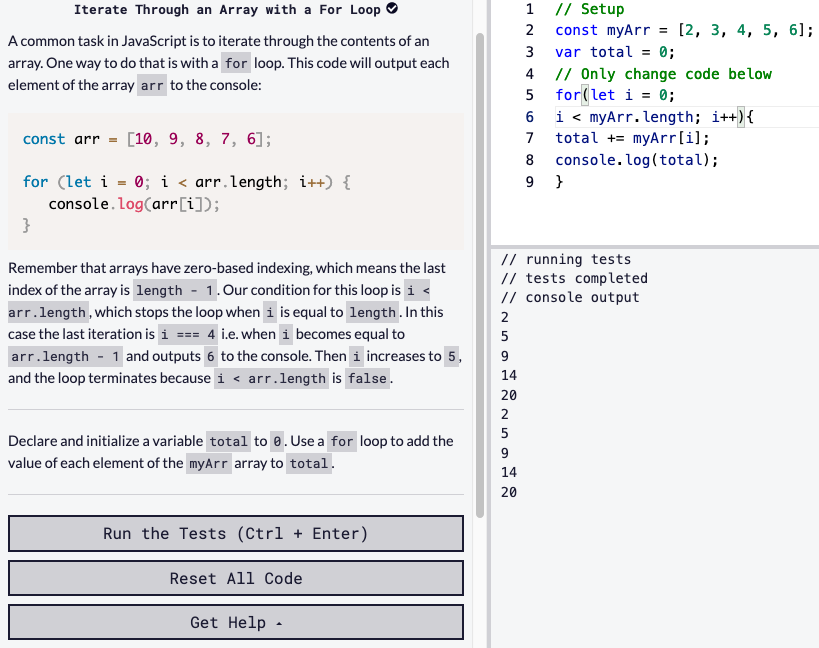 Iterate Through an Array with a For Loop
A common task in JavaScript is to iterate through the contents of an
array. One way to do that is with a for loop. This code will output each
element of the array arr to the console:
const arr = [10, 9, 8, 7, 6];
for (let i = 0; i < arr.length; i++) {
console.log(arr[i]);
}
Remember that arrays have zero-based indexing, which means the last
index of the array is length - 1. Our condition for this loop is i <
arr.length, which stops the loop when i is equal to length. In this
case the last iteration is i === 4 i.e. when i becomes equal to
arr.length - 1 and outputs 6 to the console. Then i increases to 5,
and the loop terminates because i < arr.length is false.
Declare and initialize a variable total to 0. Use a for loop to add the
value of each element of the myArr array to total.
Run the Tests (Ctrl + Enter)
Reset All Code
Get Help
1 // Setup
2 const myArr = [2, 3, 4, 5, 6];
3 var total = 0;
4 // Only change code below
5 for(let i = 0;
6 i < myArr.length; i++){
7 total += myArr[i];
8 console.log(total);
9 }
// running tests
// tests completed
// console output
2
5
9
14
20
2
5
9
14
20